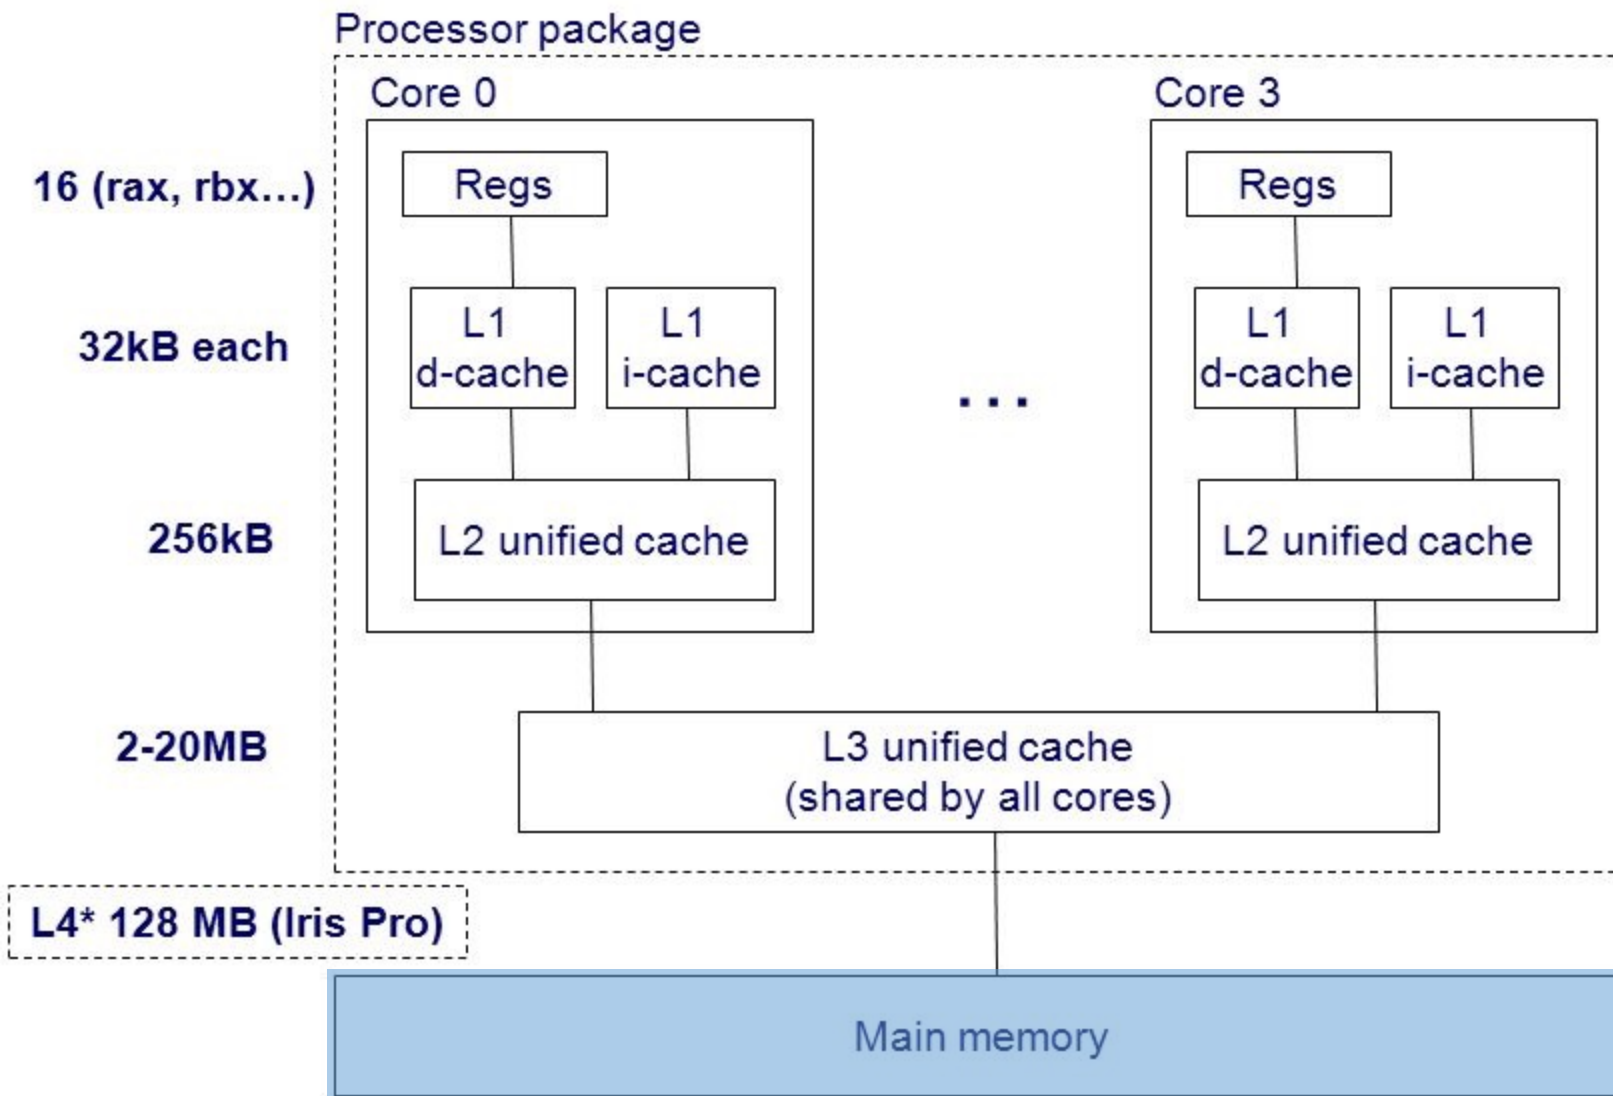 Processor package
Core 0
Core 3
16 (rax, rbx...)
Regs
Regs
32kB each
L1
d-cache
L1
i-cache
...
L1
d-cache
L1
i-cache
256kB
L2 unified cache
L2 unified cache
2-20MB
L3 unified cache
(shared by all cores)
L4* 128 MB (Iris Pro)
Main memory